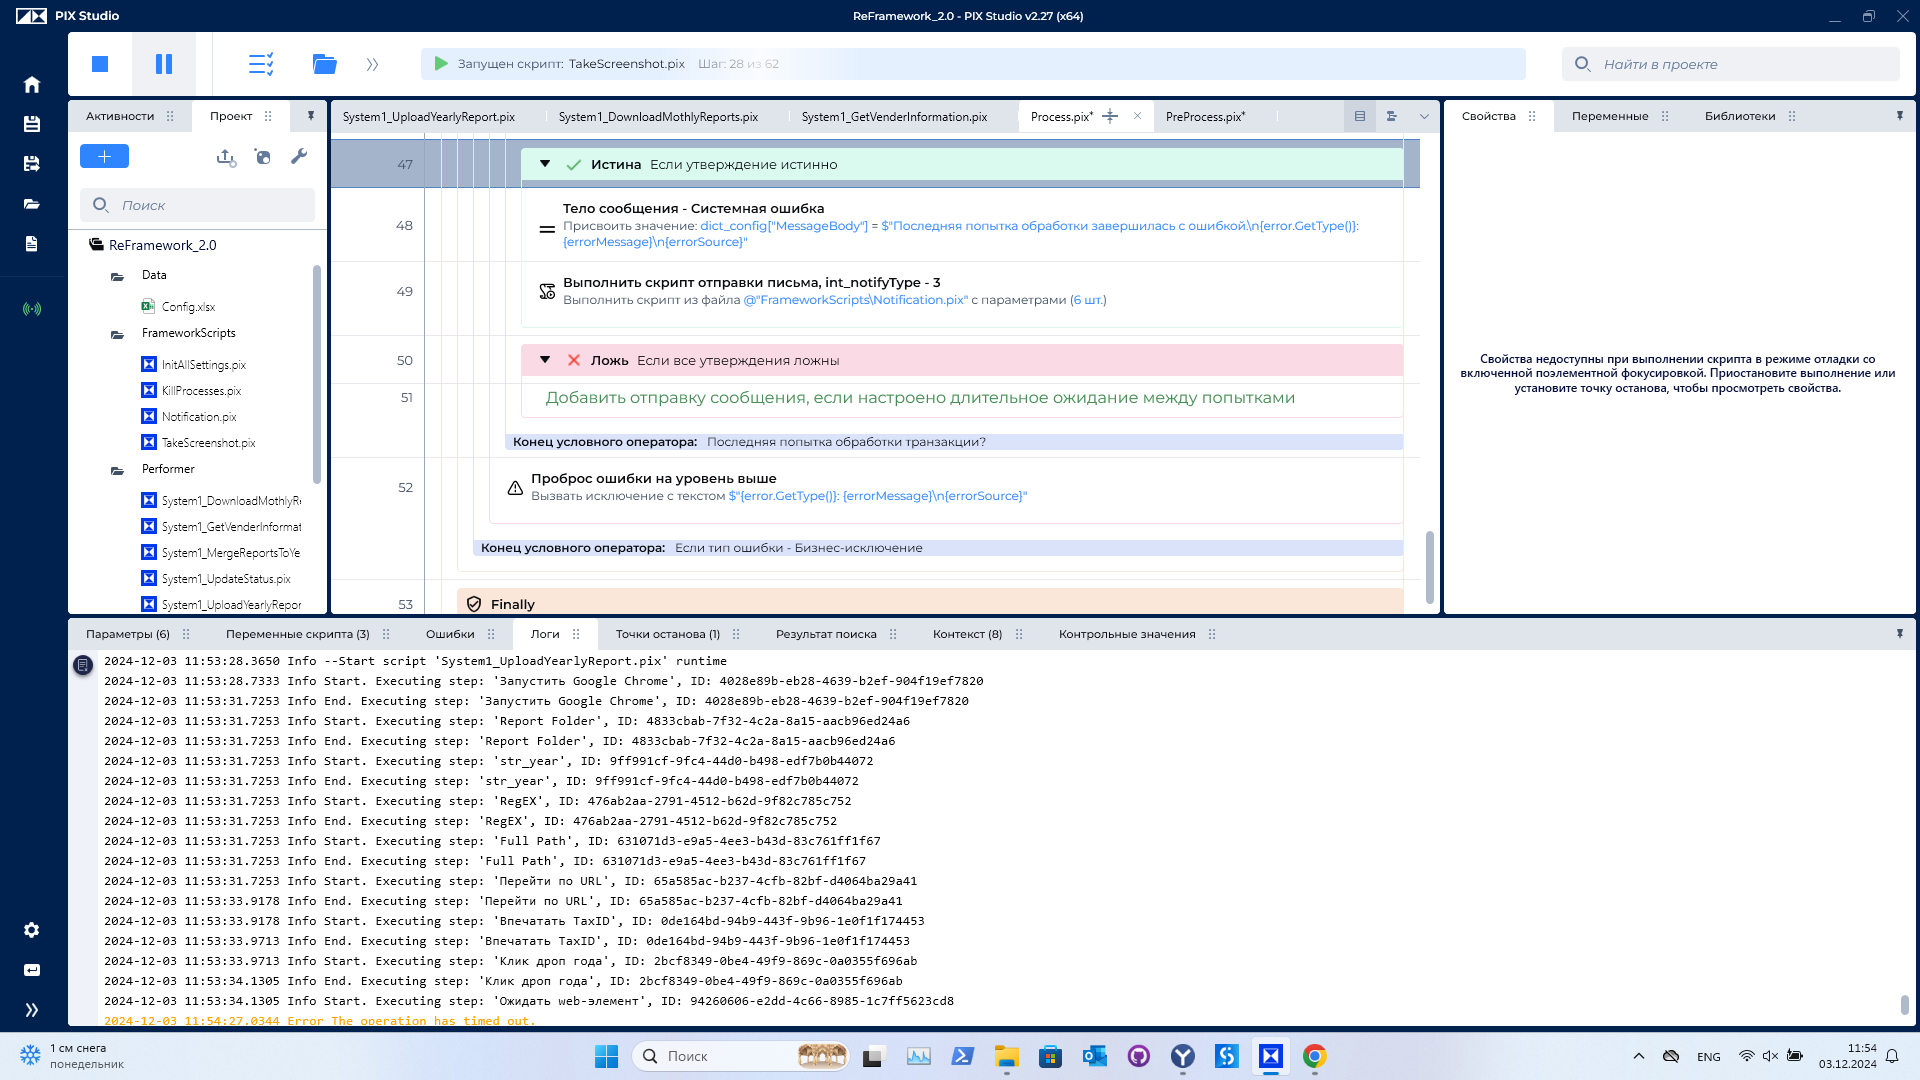 PIX Studio
ReFramework_2.0 - PIX Studio v2.27 (x64)
Запущен скрипт: TakeScreenshot.pix Шаг: 28 из 62
Найти в проекте
Активности
Проект
System1_UploadYearlyReport.pix
System1_DownloadMothlyReports.pix
System1_GetVenderInformation.pix
Process.pix*
PreProcess.pix*
Свойства
Переменные
Библиотеки
Поиск
ReFramework_2.0
Data
Config.xlsx
FrameworkScripts
InitAllSettings.pix
KillProcesses.pix
Notification.pix
TakeScreenshot.pix
Performer
System1_DownloadMothlyR
System1_GetVenderInformat
System1_MergeReportsToYe
System1_UpdateStatus.pix
System1_UploadYearlyRepor
47 Истина Если утверждение истинно
48 Тело сообщения - Системная ошибка
Присвоить значение: dict_config["MessageBody"] = $"Последняя попытка обработки завершилась с ошибкой.\n{error.GetType()}:
{errorMessage}\n{errorSource}"
49 Выполнить скрипт отправки письма, int_notifyType - 3
Выполнить скрипт из файла @"FrameworkScripts\Notification.pix" с параметрами (6 шт.)
50 Ложь Если все утверждения ложны
51 Добавить отправку сообщения, если настроено длительное ожидание между попытками
Конец условного оператора: Последняя попытка обработки транзакции?
52 Проброс ошибки на уровень выше
Вызвать исключение с текстом $"{error.GetType()}: {errorMessage}\n{errorSource}"
Конец условного оператора: Если тип ошибки - Бизнес-исключение
53 Finally
Свойства недоступны при выполнении скрипта в режиме отладки со
включенной поэлементной фокусировкой. Приостановите выполнение или
установите точку останова, чтобы просмотреть свойства.
Параметры (6)
Переменные скрипта (3)
Ошибки
Логи
Точки останова (1)
Результат поиска
Контекст (8)
Контрольные значения
2024-12-03 11:53:28.3650 Info --Start script 'System1_UploadYearlyReport.pix' runtime
2024-12-03 11:53:28.7333 Info Start. Executing step: 'Запустить Google Chrome', ID: 4028e89b-eb28-4639-b2ef-904f19ef7820
2024-12-03 11:53:31.7253 Info End. Executing step: 'Запустить Google Chrome', ID: 4028e89b-eb28-4639-b2ef-904f19ef7820
2024-12-03 11:53:31.7253 Info Start. Executing step: 'Report Folder', ID: 4833cbab-7f32-4c2a-8a15-aacb96ed24a6
2024-12-03 11:53:31.7253 Info End. Executing step: 'Report Folder', ID: 4833cbab-7f32-4c2a-8a15-aacb96ed24a6
2024-12-03 11:53:31.7253 Info Start. Executing step: 'str_year', ID: 9ff991cf-9fc4-44d0-b498-edf7b0b44072
2024-12-03 11:53:31.7253 Info End. Executing step: 'str_year', ID: 9ff991cf-9fc4-44d0-b498-edf7b0b44072
2024-12-03 11:53:31.7253 Info Start. Executing step: 'RegEX', ID: 476ab2aa-2791-4512-b62d-9f82c785c752
2024-12-03 11:53:31.7253 Info End. Executing step: 'RegEX', ID: 476ab2aa-2791-4512-b62d-9f82c785c752
2024-12-03 11:53:31.7253 Info Start. Executing step: 'Full Path', ID: 631071d3-e9a5-4ee3-b43d-83c761ff1f67
2024-12-03 11:53:31.7253 Info End. Executing step: 'Full Path', ID: 631071d3-e9a5-4ee3-b43d-83c761ff1f67
2024-12-03 11:53:31.7253 Info Start. Executing step: 'Перейти по URL', ID: 65a585ac-b237-4cfb-82bf-d4064ba29a41
2024-12-03 11:53:33.9178 Info End. Executing step: 'Перейти по URL', ID: 65a585ac-b237-4cfb-82bf-d4064ba29a41
2024-12-03 11:53:33.9178 Info Start. Executing step: 'Впечатать TaxID', ID: 0de164bd-94b9-443f-9b96-1e0f1f174453
2024-12-03 11:53:33.9713 Info End. Executing step: 'Впечатать TaxID', ID: 0de164bd-94b9-443f-9b96-1e0f1f174453
2024-12-03 11:53:33.9713 Info Start. Executing step: 'Клик дроп года', ID: 2bcf8349-0be4-49f9-869c-0a0355f696ab
2024-12-03 11:53:34.1305 Info End. Executing step: 'Клик дроп года', ID: 2bcf8349-0be4-49f9-869c-0a0355f696ab
2024-12-03 11:53:34.1305 Info Start. Executing step: 'Ожидать web-элемент', ID: 94260606-e2dd-4c66-8985-1c7ff5623cd8
2024-12-03 11:54:27.0344 Error The operation has timed out.
1 см снега
понедельник
Поиск
ENG
11:54
03.12.2024